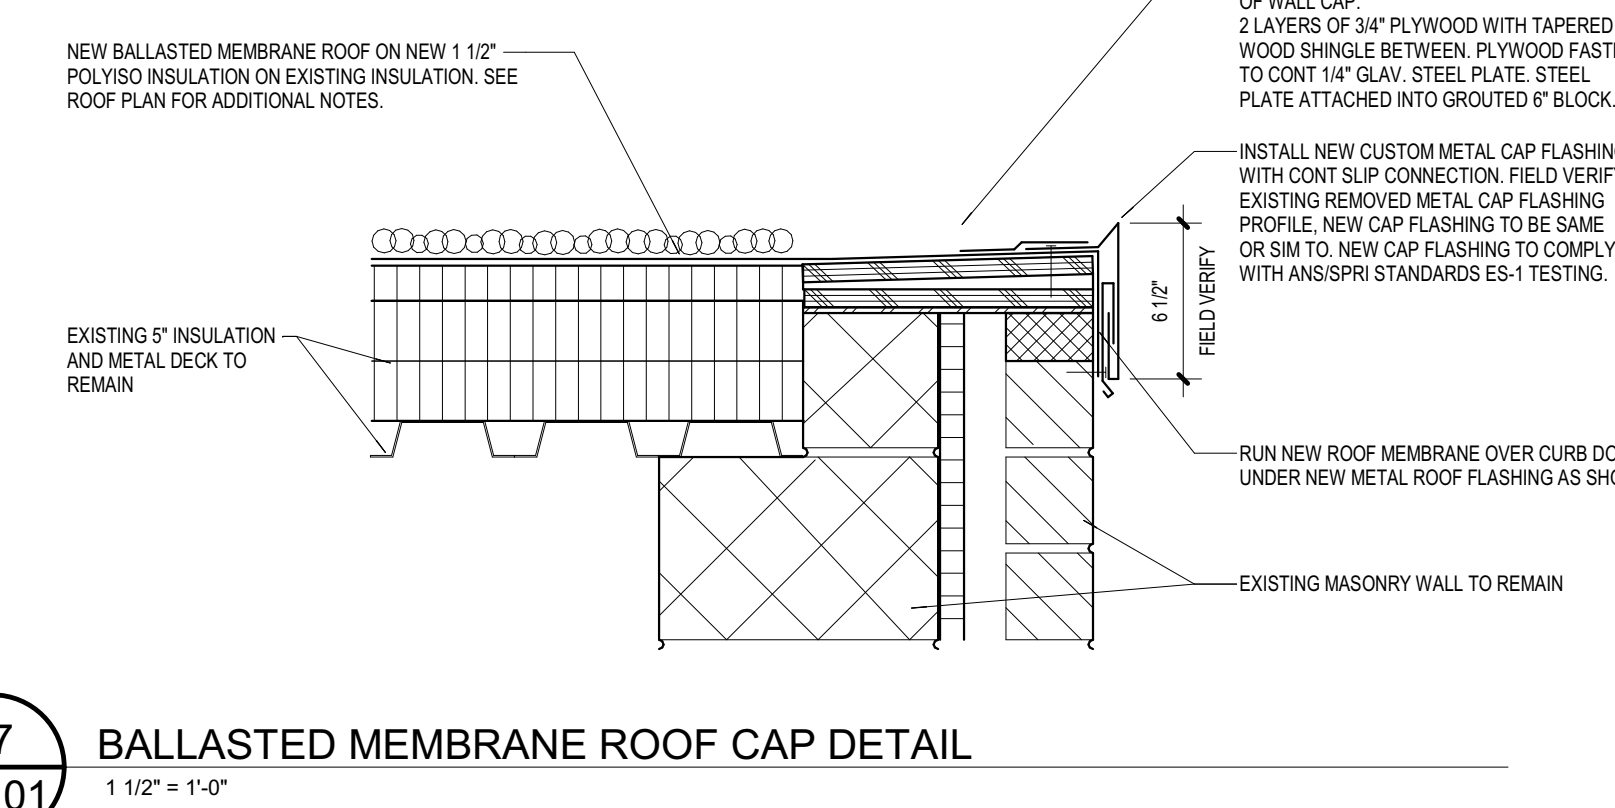 OF WALL CAP.
2 LAYERS OF 3/4" PLYWOOD WITH TAPERED
WOOD SHINGLE BETWEEN. PLYWOOD
TO CONT 1/4" GLAV. STEEL PLATE. STEEL
PLATE ATTACHED INTO GROUTED 6" BLOCK.
NEW BALLASTED MEMBRANE ROOF ON NEW 1 1/2"
POLYISO INSULATION ON EXISTING INSULATION. SEE
ROOF PLAN FOR ADDITIONAL NOTES.
INSTALL NEW CUSTOM METAL CAP FLASHING
WITH CONT SLIP CONNECTION. FIELD VERIFY
EXISTING REMOVED METAL CAP FLASHING
PROFILE, NEW CAP FLASHING TO BE SAME
OR SIM TO. NEW CAP FLASHING TO COMPLY
WITH ANS/SPRI STANDARDS ES-1 TESTING.
6 1/2"
FIELD VERIFY
EXISTING 5" INSULATION
AND METAL DECK TO
REMAIN
RUN NEW ROOF MEMBRANE OVER CURB
UNDER NEW METAL ROOF FLASHING AS
EXISTING MASONRY WALL TO REMAIN
7
01
BALLASTED MEMBRANE ROOF CAP DETAIL
1 1/2" = 1'-0"